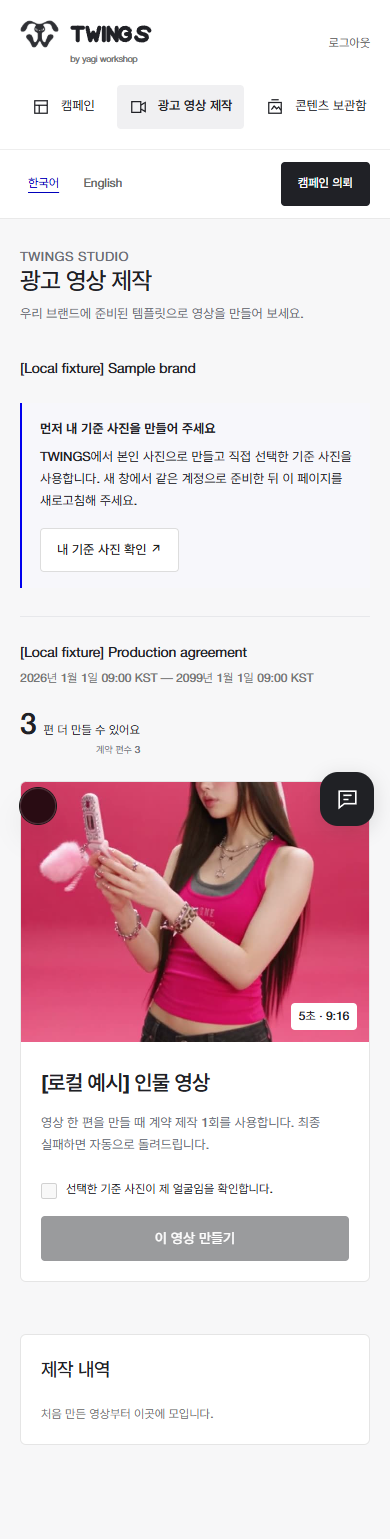 TWINGS
by yagi workshop
로그아웃
캠페인
광고 영상 제작
콘텐츠 보관함
한국어
English
캠페인 의뢰
TWINGS STUDIO
광고 영상 제작
우리 브랜드에 준비된 템플릿으로 영상을 만들어 보세요.
[Local fixture] Sample brand
먼저 내 기준 사진을 만들어 주세요
TWINGS에서 본인 사진으로 만들고 직접 선택한 기준 사진을
사용합니다. 새 창에서 같은 계정으로 준비한 뒤 이 페이지를
새로고침해 주세요.
내 기준 사진 확인 ↗
[Local fixture] Production agreement
2026년 1월 1일 09:00 KST — 2099년 1월 1일 09:00 KST
3 편 더 만들 수 있어요
계약 편수 3
5초 · 9:16
[로컬 예시] 인물 영상
영상 한 편을 만들 때 계약 제작 1회를 사용합니다. 최종
실패하면 자동으로 돌려드립니다.
선택한 기준 사진이 제 얼굴임을 확인합니다.
이 영상 만들기
제작 내역
처음 만든 영상부터 이곳에 모입니다.